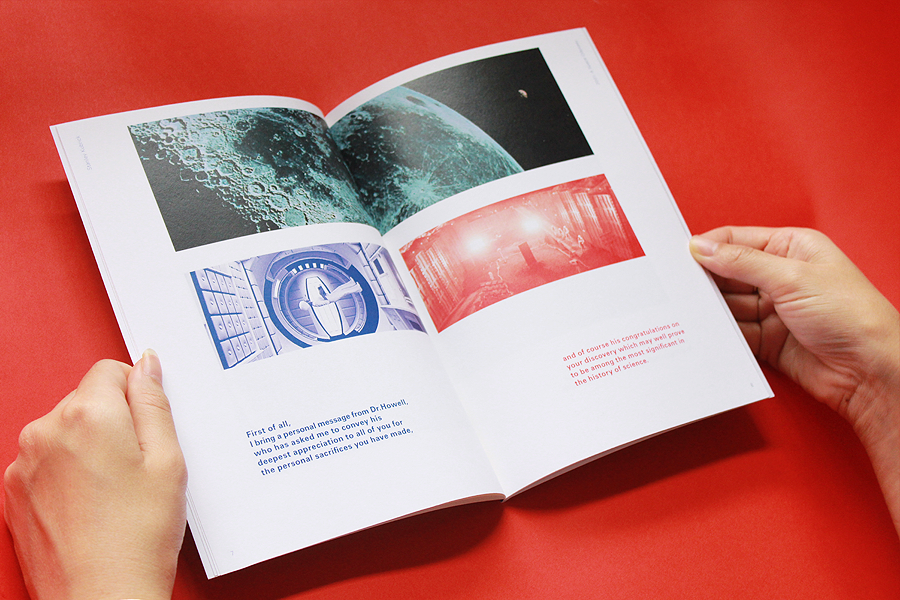 First of all,
I bring a personal message from Dr.Howell,
who has asked me to convey his
deepest appreciation to all of you for
the personal sacrifices you have made,
7
and of course his congratulations on
your discovery which may well prove
to be among the most significant in
the history of science.